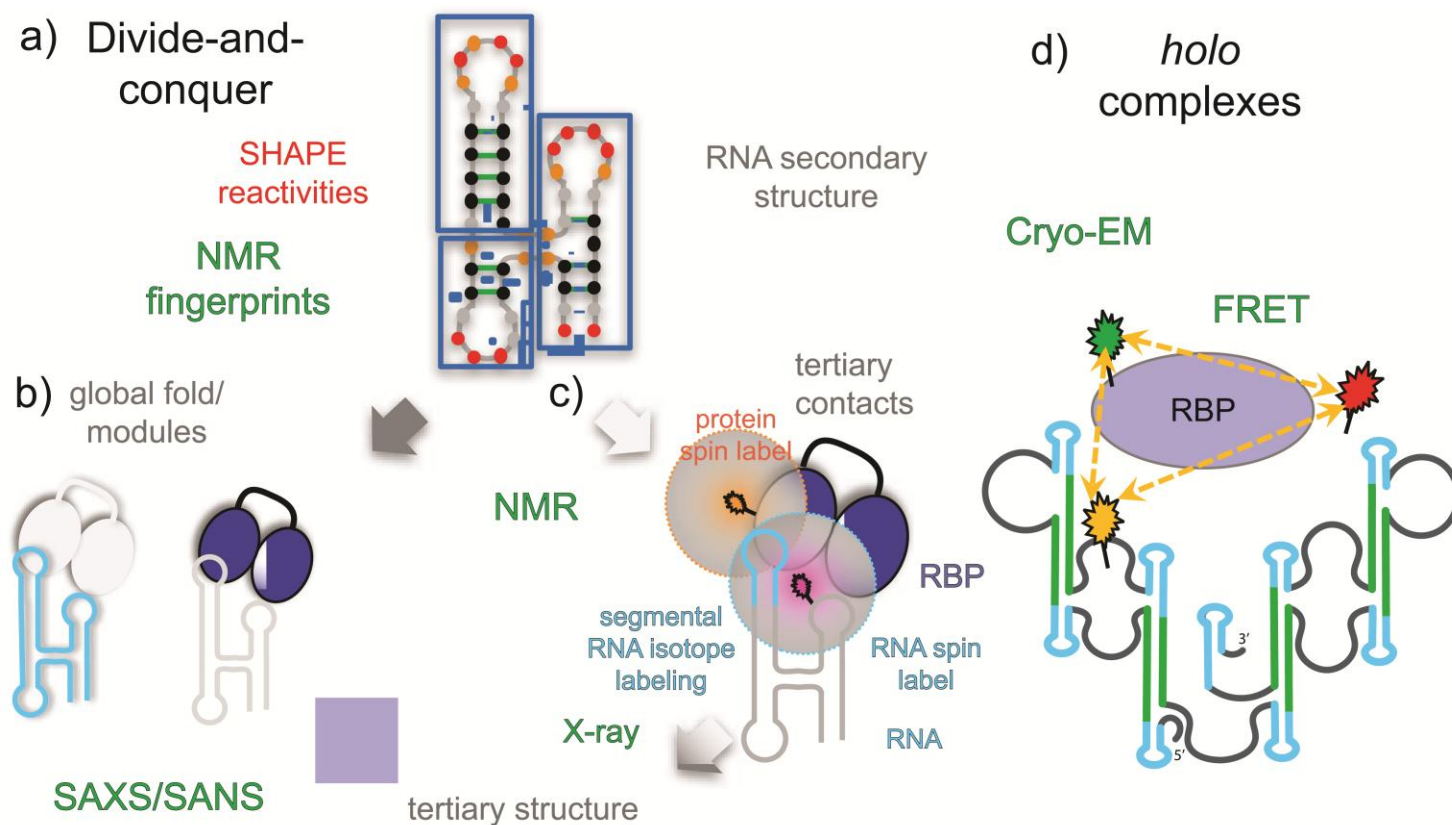 a) Divide-and-
conquer
SHAPE
reactivities
NMR
fingerprints
RNA secondary
structure
b) global fold/
modules
SAXS/SANS
c) tertiary
contacts
protein
spin label
NMR
RBP
segmental
RNA isotope
labeling
RNA spin
label
X-ray
RNA
tertiary structure
d) holo
complexes
Cryo-EM
FRET
RBP
3'
5'